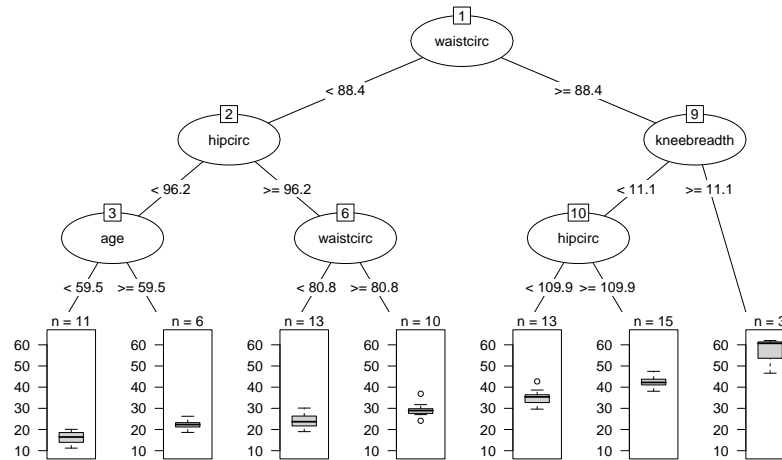 1
waistcirc
< 88.4 >= 88.4
2 9
hipcirc kneebreadth
< 96.2 >= 96.2 < 11.1 >= 11.1
3 6 10
age waistcirc hipcirc
< 59.5 >= 59.5 < 80.8 >= 80.8 < 109.9 >= 109.9
n = 11 n = 6 n = 13 n = 10 n = 13 n = 15 n = 3
60 60 60 60 60 60 60
50 50 50 50 50 50 50
40 40 40 40 40 40 40
30 30 30 30 30 30 30
20 20 20 20 20 20 20
10 10 10 10 10 10 10